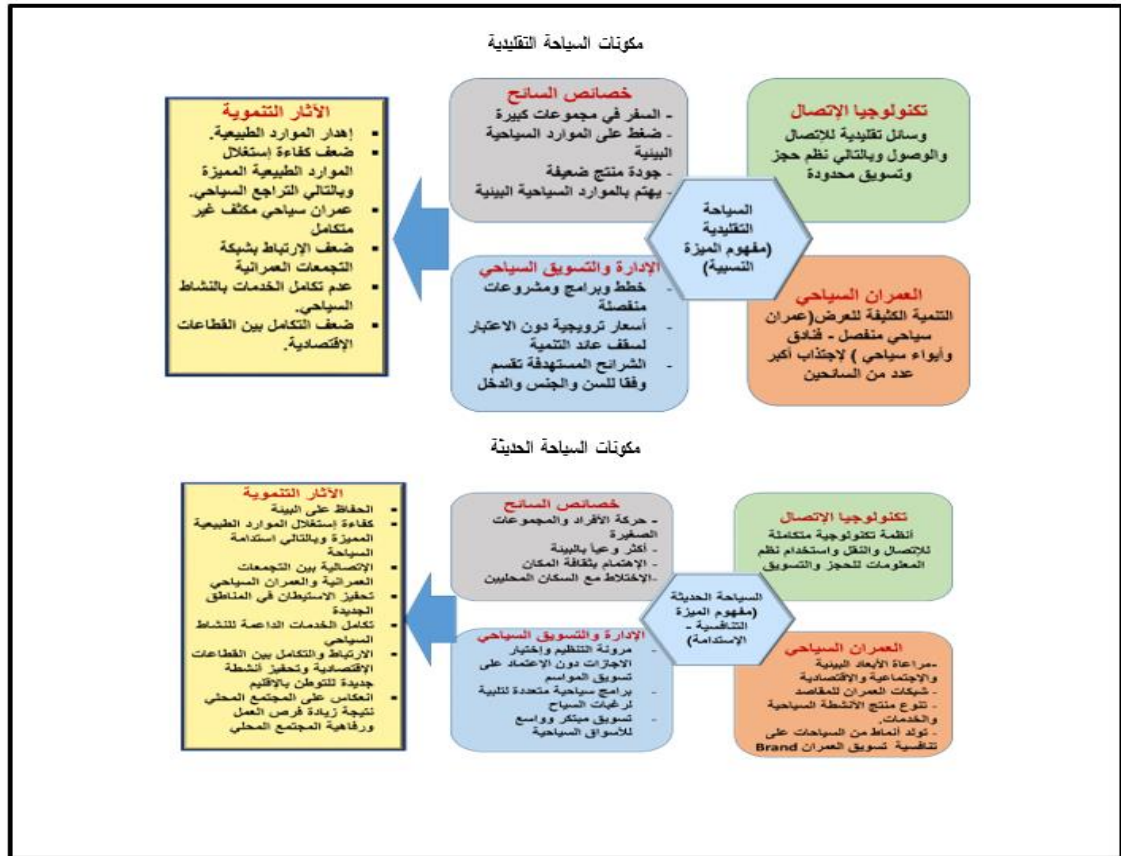 مكونات السياحة التقليدية
تكنولوجيا الإتصال
وسائل تقليدية للإتصال
والوصول وبالتالي نظم حجز
وتسويق محدودة
خصائص السائح
- السفر في مجموعات كبيرة
- ضغط على الموارد السياحية
البيئية
- جودة منتج ضعيفة
- يهتم بالموارد السياحية البيئية
السياحة
التقليدية
(مفهوم الميزة
النسبية)
العمران السياحي
التنمية الكثيفة للعرض(عمران
سياحي منفصل - فنادق
وأيواء سياحي ) لإجتذاب أكبر
عدد من السائحين
الإدارة والتسويق السياحي
- خطط وبرامج ومشروعات
منفصلة
- أسعار ترويجية دون الاعتبار
لسقف عائد التنمية
- الشرائح المستهدفة تقسم
وفقا للسن والجنس والدخل
الآثار التنموية
▪ إهدار الموارد الطبيعية.
▪ ضعف كفاءة إستغلال
الموارد الطبيعية المميزة
وبالتالي التراجع السياحي.
▪ عمران سياحي مكثف غير
متكامل
▪ ضعف الإرتباط بشبكة
التجمعات العمرانية
▪ عدم تكامل الخدمات بالنشاط
السياحي.
▪ ضعف التكامل بين القطاعات
الإقتصادية.
مكونات السياحة الحديثة
تكنولوجيا الإتصال
أنظمة تكنولوجية متكاملة
للإتصال والنقل واستخدام نظم
المعلومات للحجز والتسويق
خصائص السائح
- حركة الأفراد والمجموعات
الصغيرة
- أكثر وعياً بالبيئة
- الإهتمام بثقافة المكان
-الإختلاط مع السكان المحليين
السياحة الحديثة
(مفهوم الميزة
التنافسية -
الإستدامة)
العمران السياحي
-مراعاة الأبعاد البيئية
والاجتماعية والاقتصادية
- شبكات العمران للمقاصد
- تنوع منتج الأنشطة السياحية
والخدمات.
- تولد أنماط من السياحات على
تنافسية تسويق العمران Brand
الإدارة والتسويق السياحي
- مرونة التنظيم وإختيار
الاجازات دون الإعتماد على
تسويق المواسم
- برامج سياحية متعددة لتلبية
لرغبات السياح
- تسويق مبتكر وواسع
للأسواق السياحية
الآثار التنموية
▪ الحفاظ على البيئة
▪ كفاءة إستغلال الموارد الطبيعية
المميزة وبالتالي استدامة
السياحة
▪ الإتصالية بين التجمعات
العمرانية والعمران السياحي
▪ تحفيز الاستيطان في المناطق
الجديدة
▪ تكامل الخدمات الداعمة للنشاط
السياحي
▪ الارتباط والتكامل بين القطاعات
الإقتصادية وتحفيز أنشطة
جديدة للتوطن بالإقليم
▪ انعكاس على المجتمع المحلي
نتيجة زيادة فرص العمل
ورفاهية المجتمع المحلي